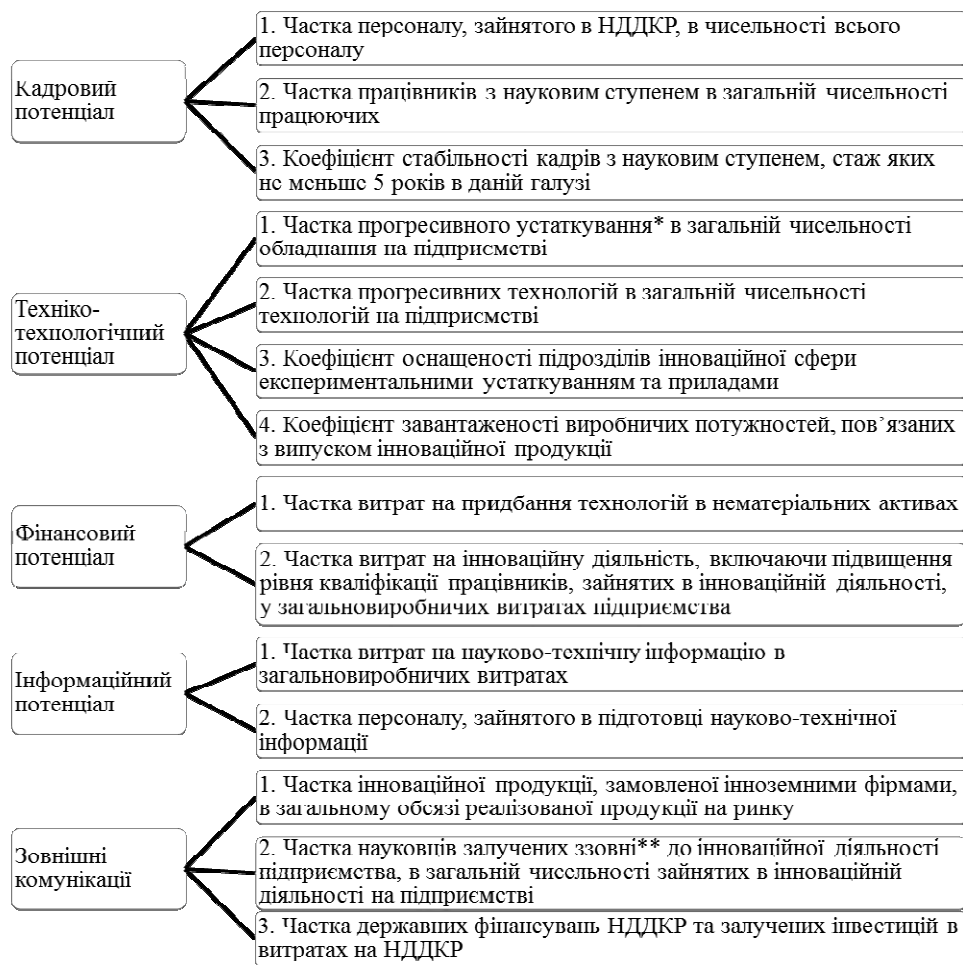 Кадровий
потенціал
1. Частка персоналу, зайнятого в НДДКР, в чисельності всього
персоналу
2. Частка працівників з науковим ступенем в загальній чисельності
працюючих
3. Коефіцієнт стабільності кадрів з науковим ступенем, стаж яких
не меньше 5 років в даній галузі
Техніко-
технологічний
потенціал
1. Частка прогресивного устаткування* в загальній чисельності
обладнання на підприємстві
2. Частка прогресивних технологій в загальній чисельності
технологій на підприємстві
3. Коефіцієнт оснащеності підрозділів інноваційної сфери
експериментальними устаткуванням та приладами
4. Коефіцієнт завантаженості виробничих потужностей, пов’язаних
з випуском інноваційної продукції
Фінансовий
потенціал
1. Частка витрат на придбання технологій в нематеріальних активах
2. Частка витрат на інноваційну діяльність, включаючи підвищення
рівня кваліфікації працівників, зайнятих в інноваційній діяльності,
у загальновиробничих витратах підприємства
Інформаційний
потенціал
1. Частка витрат на науково-технічну інформацію в
загальновиробничих витратах
2. Частка персоналу, зайнятого в підготовці науково-технічної
інформації
Зовнішні
комунікації
1. Частка інноваційної продукції, замовленої іноземними фірмами,
в загальному обсязі реалізованої продукції на ринку
2. Частка науковців залучених ззовні** до інноваційної діяльності
підприємства, в загальній чисельності зайнятих в інноваційній
діяльності на підприємстві
3. Частка державних фінансувань НДДКР та залучених інвестицій в
витратах на НДДКР